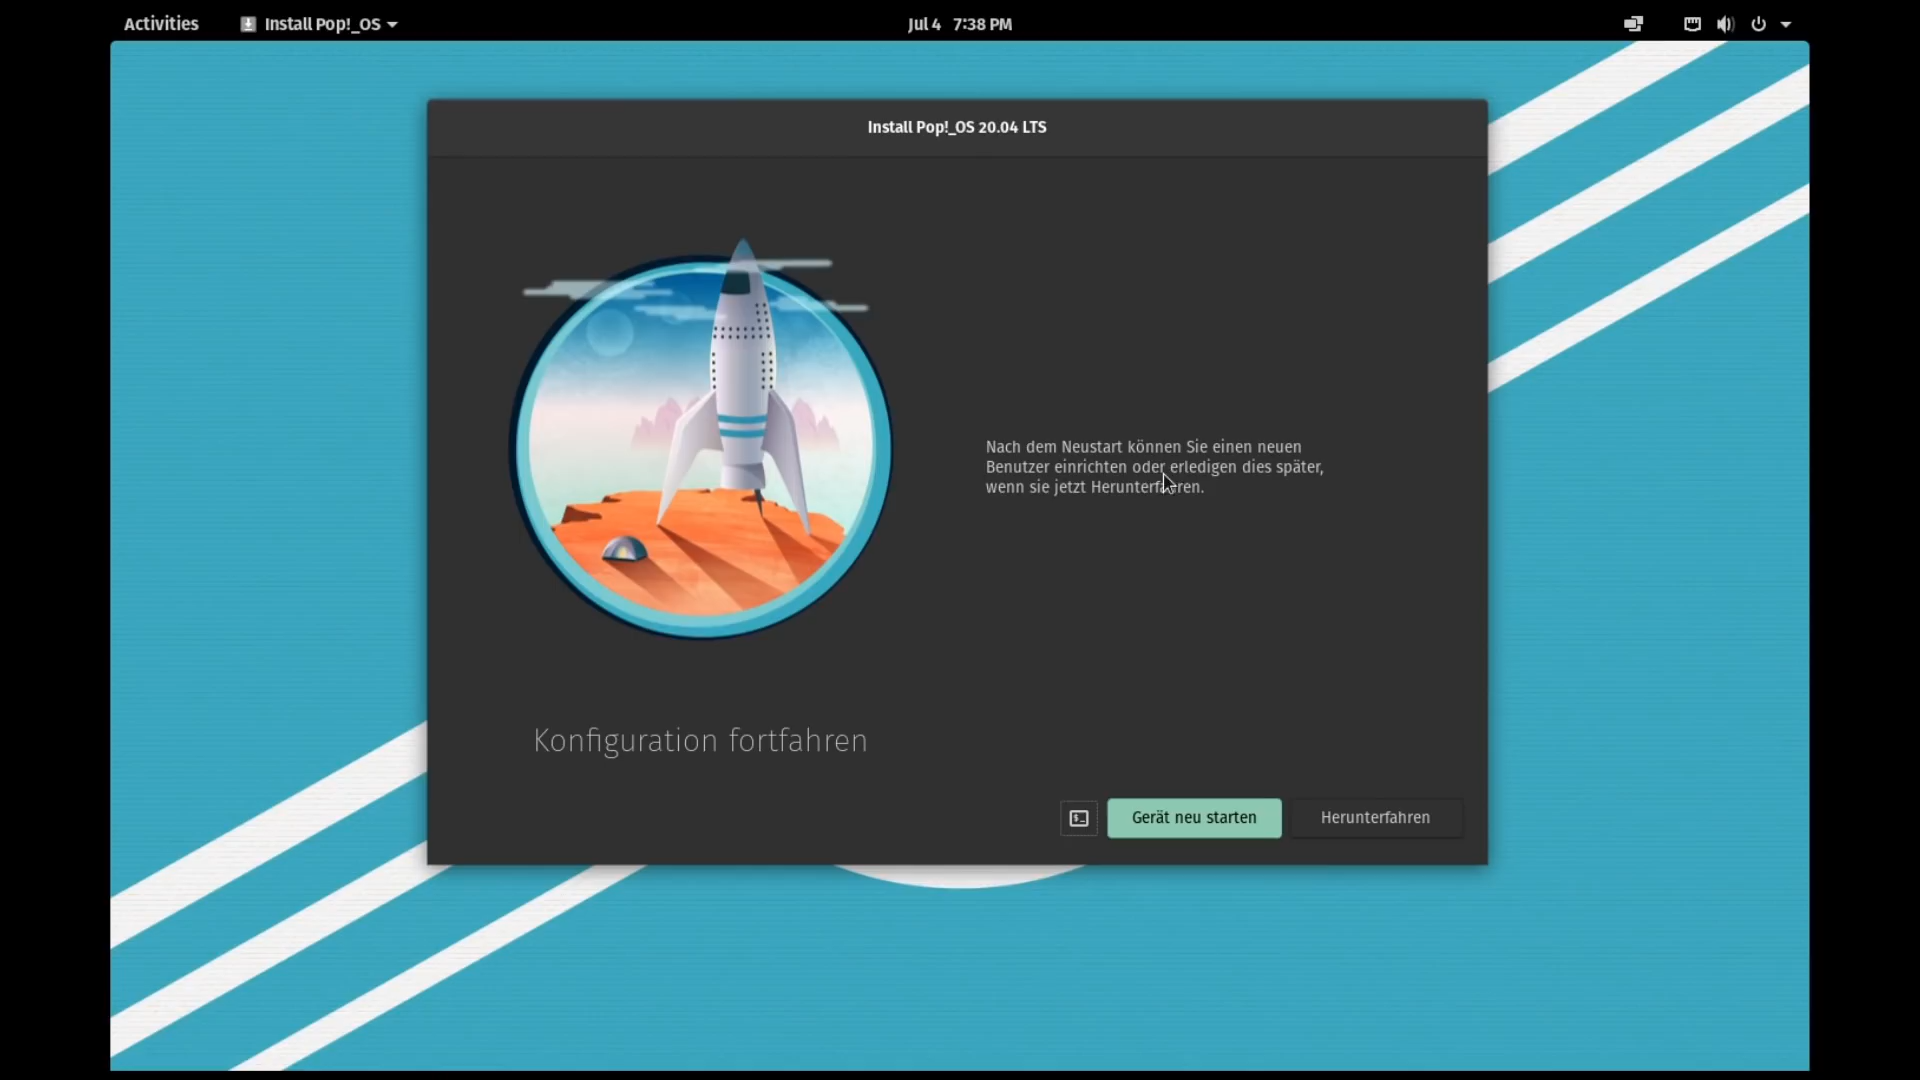 Activities
Install Pop!_OS
Jul 4 7:38 PM
Install Pop!_OS 20.04 LTS
Nach dem Neustart können Sie einen neuen
Benutzer einrichten oder erledigen dies später,
wenn sie jetzt Herunterfahren.
Konfiguration fortfahren
$_
Gerät neu starten
Herunterfahren